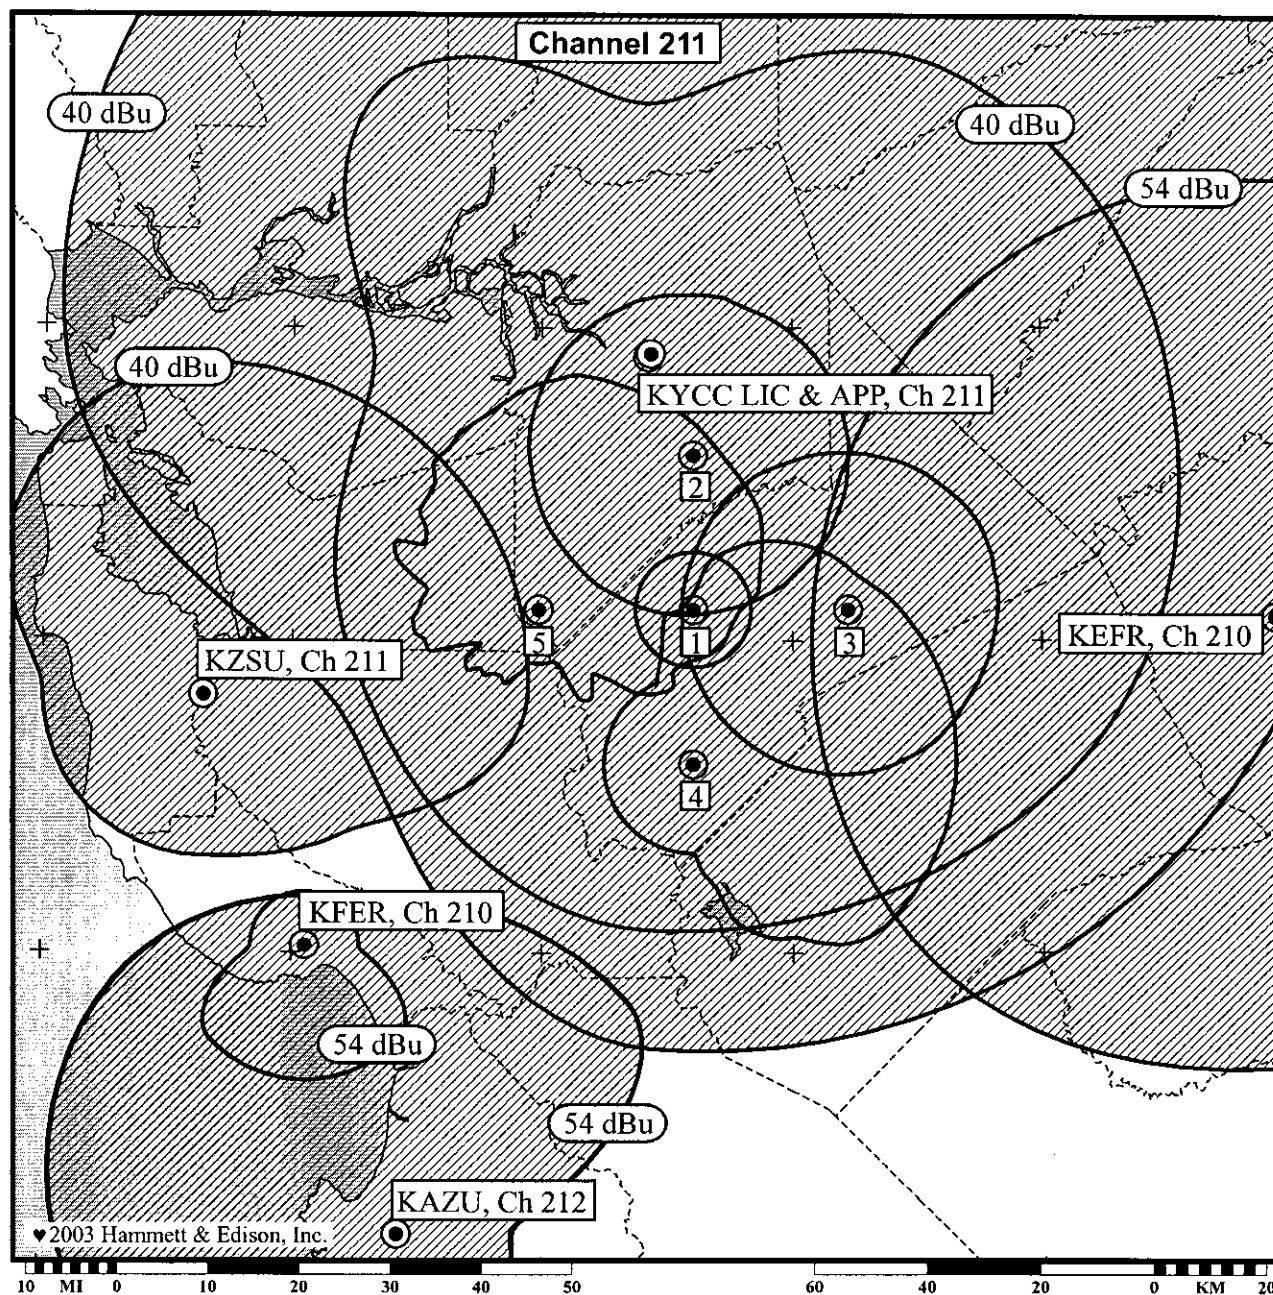 Channel 211
40 dBu
40 dBu
54 dBu
40 dBu
KYCC LIC & APP, Ch 211
2
5
1
3
KEFR, Ch 210
KZSU, Ch 211
4
KFER, Ch 210
54 dBu
54 dBu
KAZU, Ch 212
♥2003 Hammett & Edison, Inc.
10 MI 0 10 20 30 40 50 60 40 20 0 KM 20